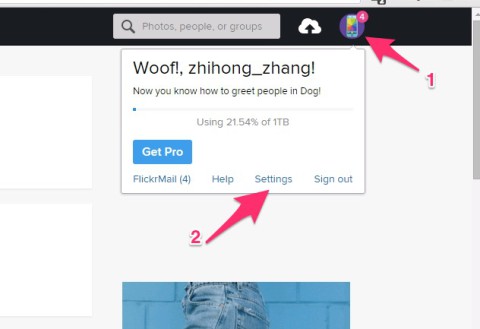 Photos, people, or groups
4
1
Woof!, zhihong_zhang!
Now you know how to greet people in Dog!
Using 21.54% of 1TB
Get Pro
FlickrMail (4) Help Settings Sign out
2